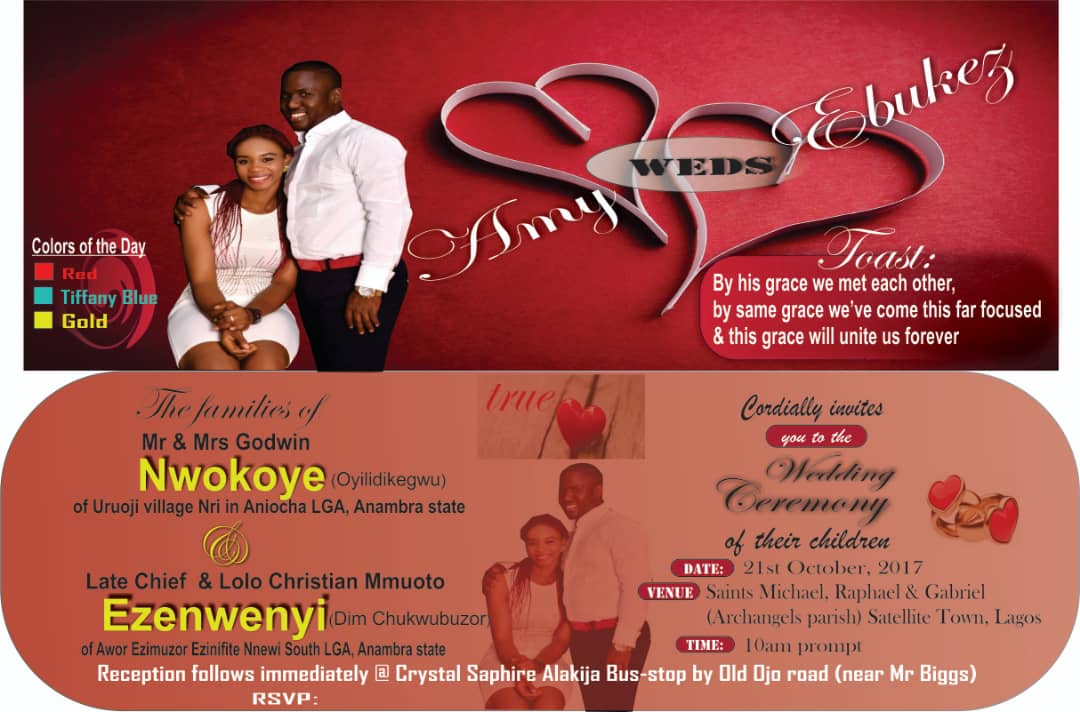 Amy WEDS Ebukez
Colors of the Day
Red
Tiffany Blue
Gold
Toast:
By his grace we met each other,
by same grace we've come this far focused
& this grace will unite us forever
The families of
Mr & Mrs Godwin
Nwokoye (Oyilidikegwu)
of Uruoji village Nri in Aniocha LGA, Anambra state
&
Late Chief & Lolo Christian Mmuoto
Ezenwenyi (Dim Chukwubuzor)
of Awor Ezimuzor Ezinifite Nnewi South LGA, Anambra state
true
Cordially invites
you to the
Wedding
Ceremony
of their children
DATE: 21st October, 2017
VENUE Saints Michael, Raphael & Gabriel
(Archangels parish) Satellite Town, Lagos
TIME: 10am prompt
Reception follows immediately @ Crystal Saphire Alakija Bus-stop by Old Ojo road (near Mr Biggs)
RSVP: